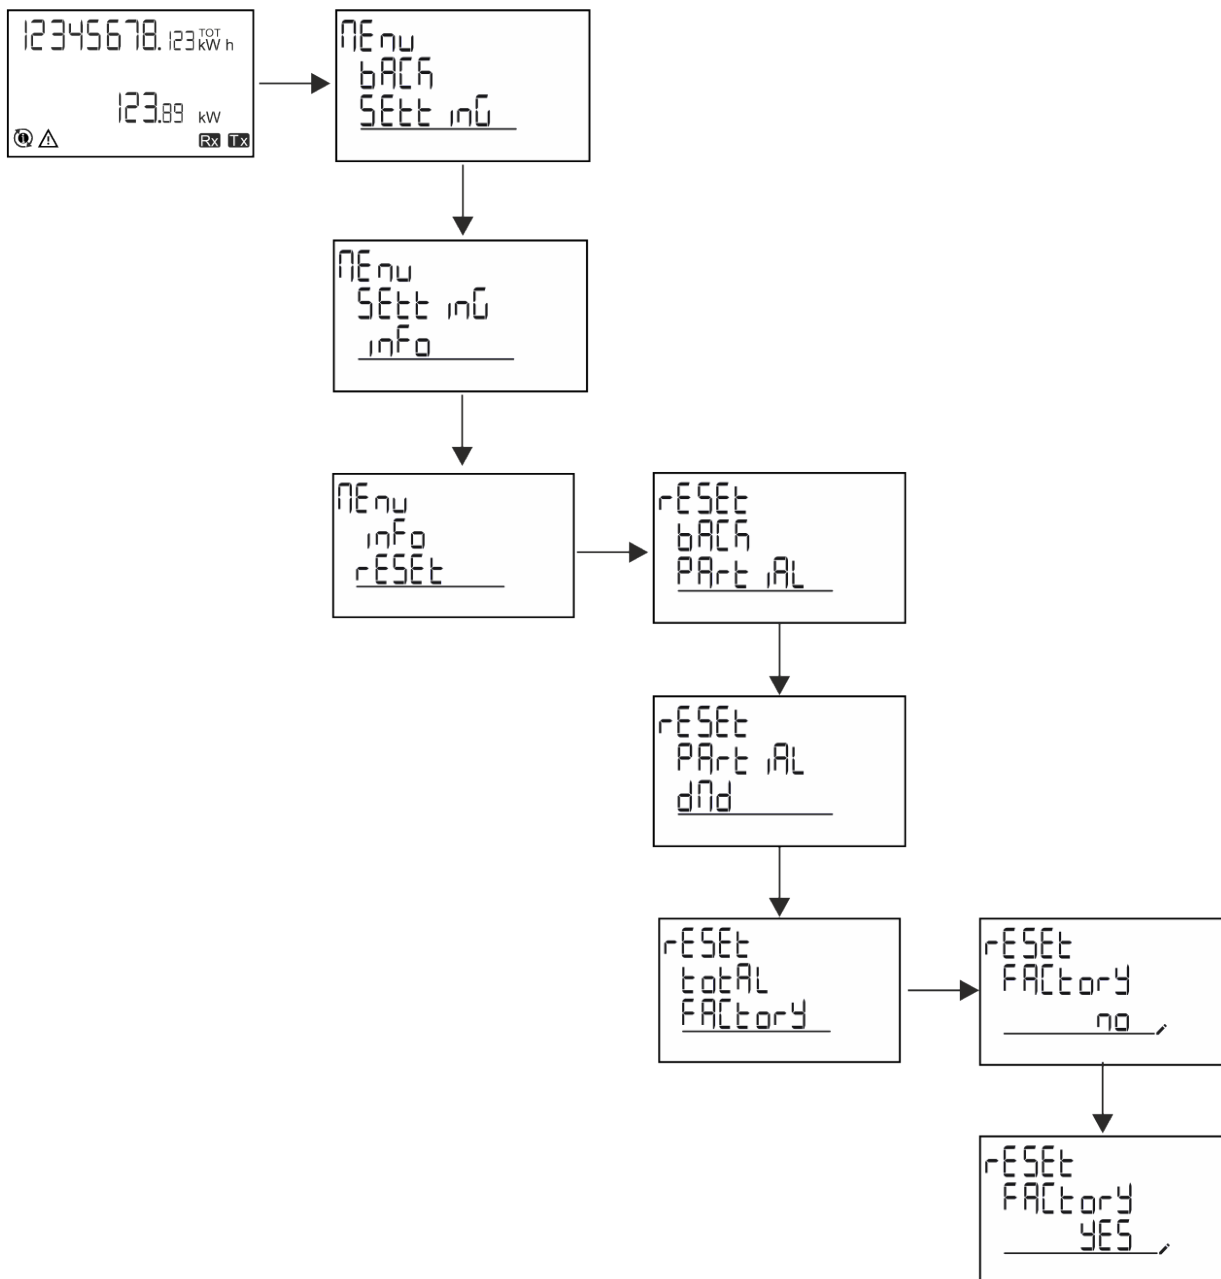 12345678.123 TOT kWh
123.89 kW
Rx Tx
MEnu
bACK
SEttinG
MEnu
SEttinG
inFo
MEnu
inFo
rESEt
rESEt
bACK
PArtiAL
rESEt
PArtiAL
dMd
rESEt
totAL
FACtorY
rESEt
FACtorY
no
rESEt
FACtorY
YES